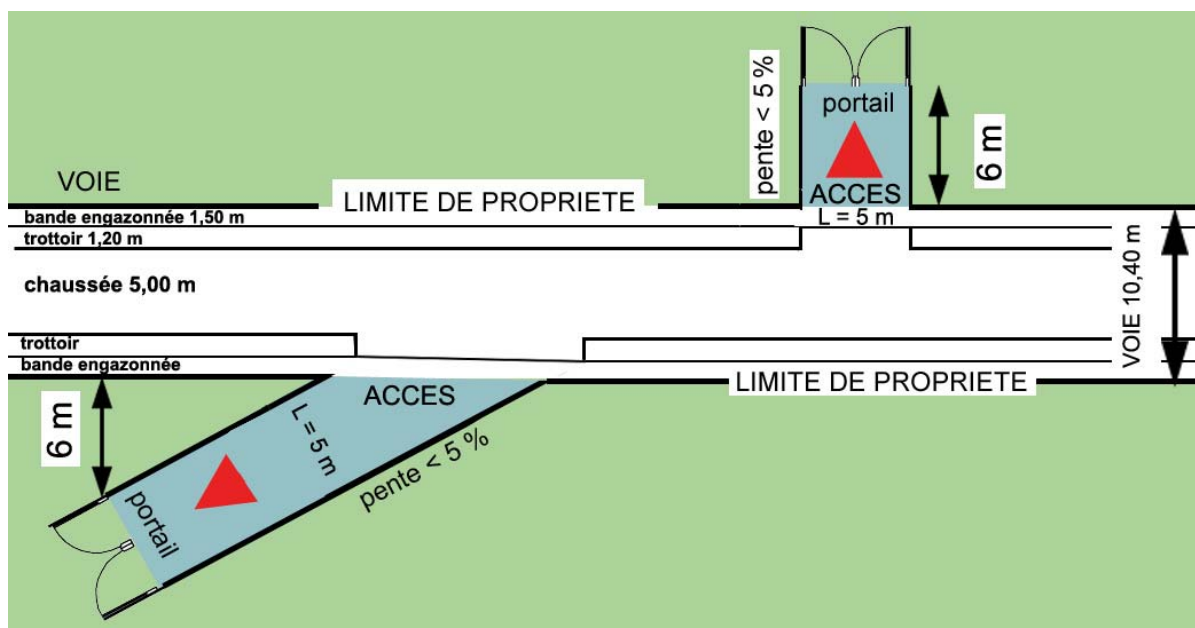 portail
pente < 5 %
6 m
VOIE
LIMITE DE PROPRIETE
ACCES
bande engazonnée 1,50 m
L = 5 m
trottoir 1,20 m
chaussée 5,00 m
VOIE 10,40 m
trottoir
bande engazonnée
ACCES
LIMITE DE PROPRIETE
6 m
L = 5 m
pente < 5 %
portail